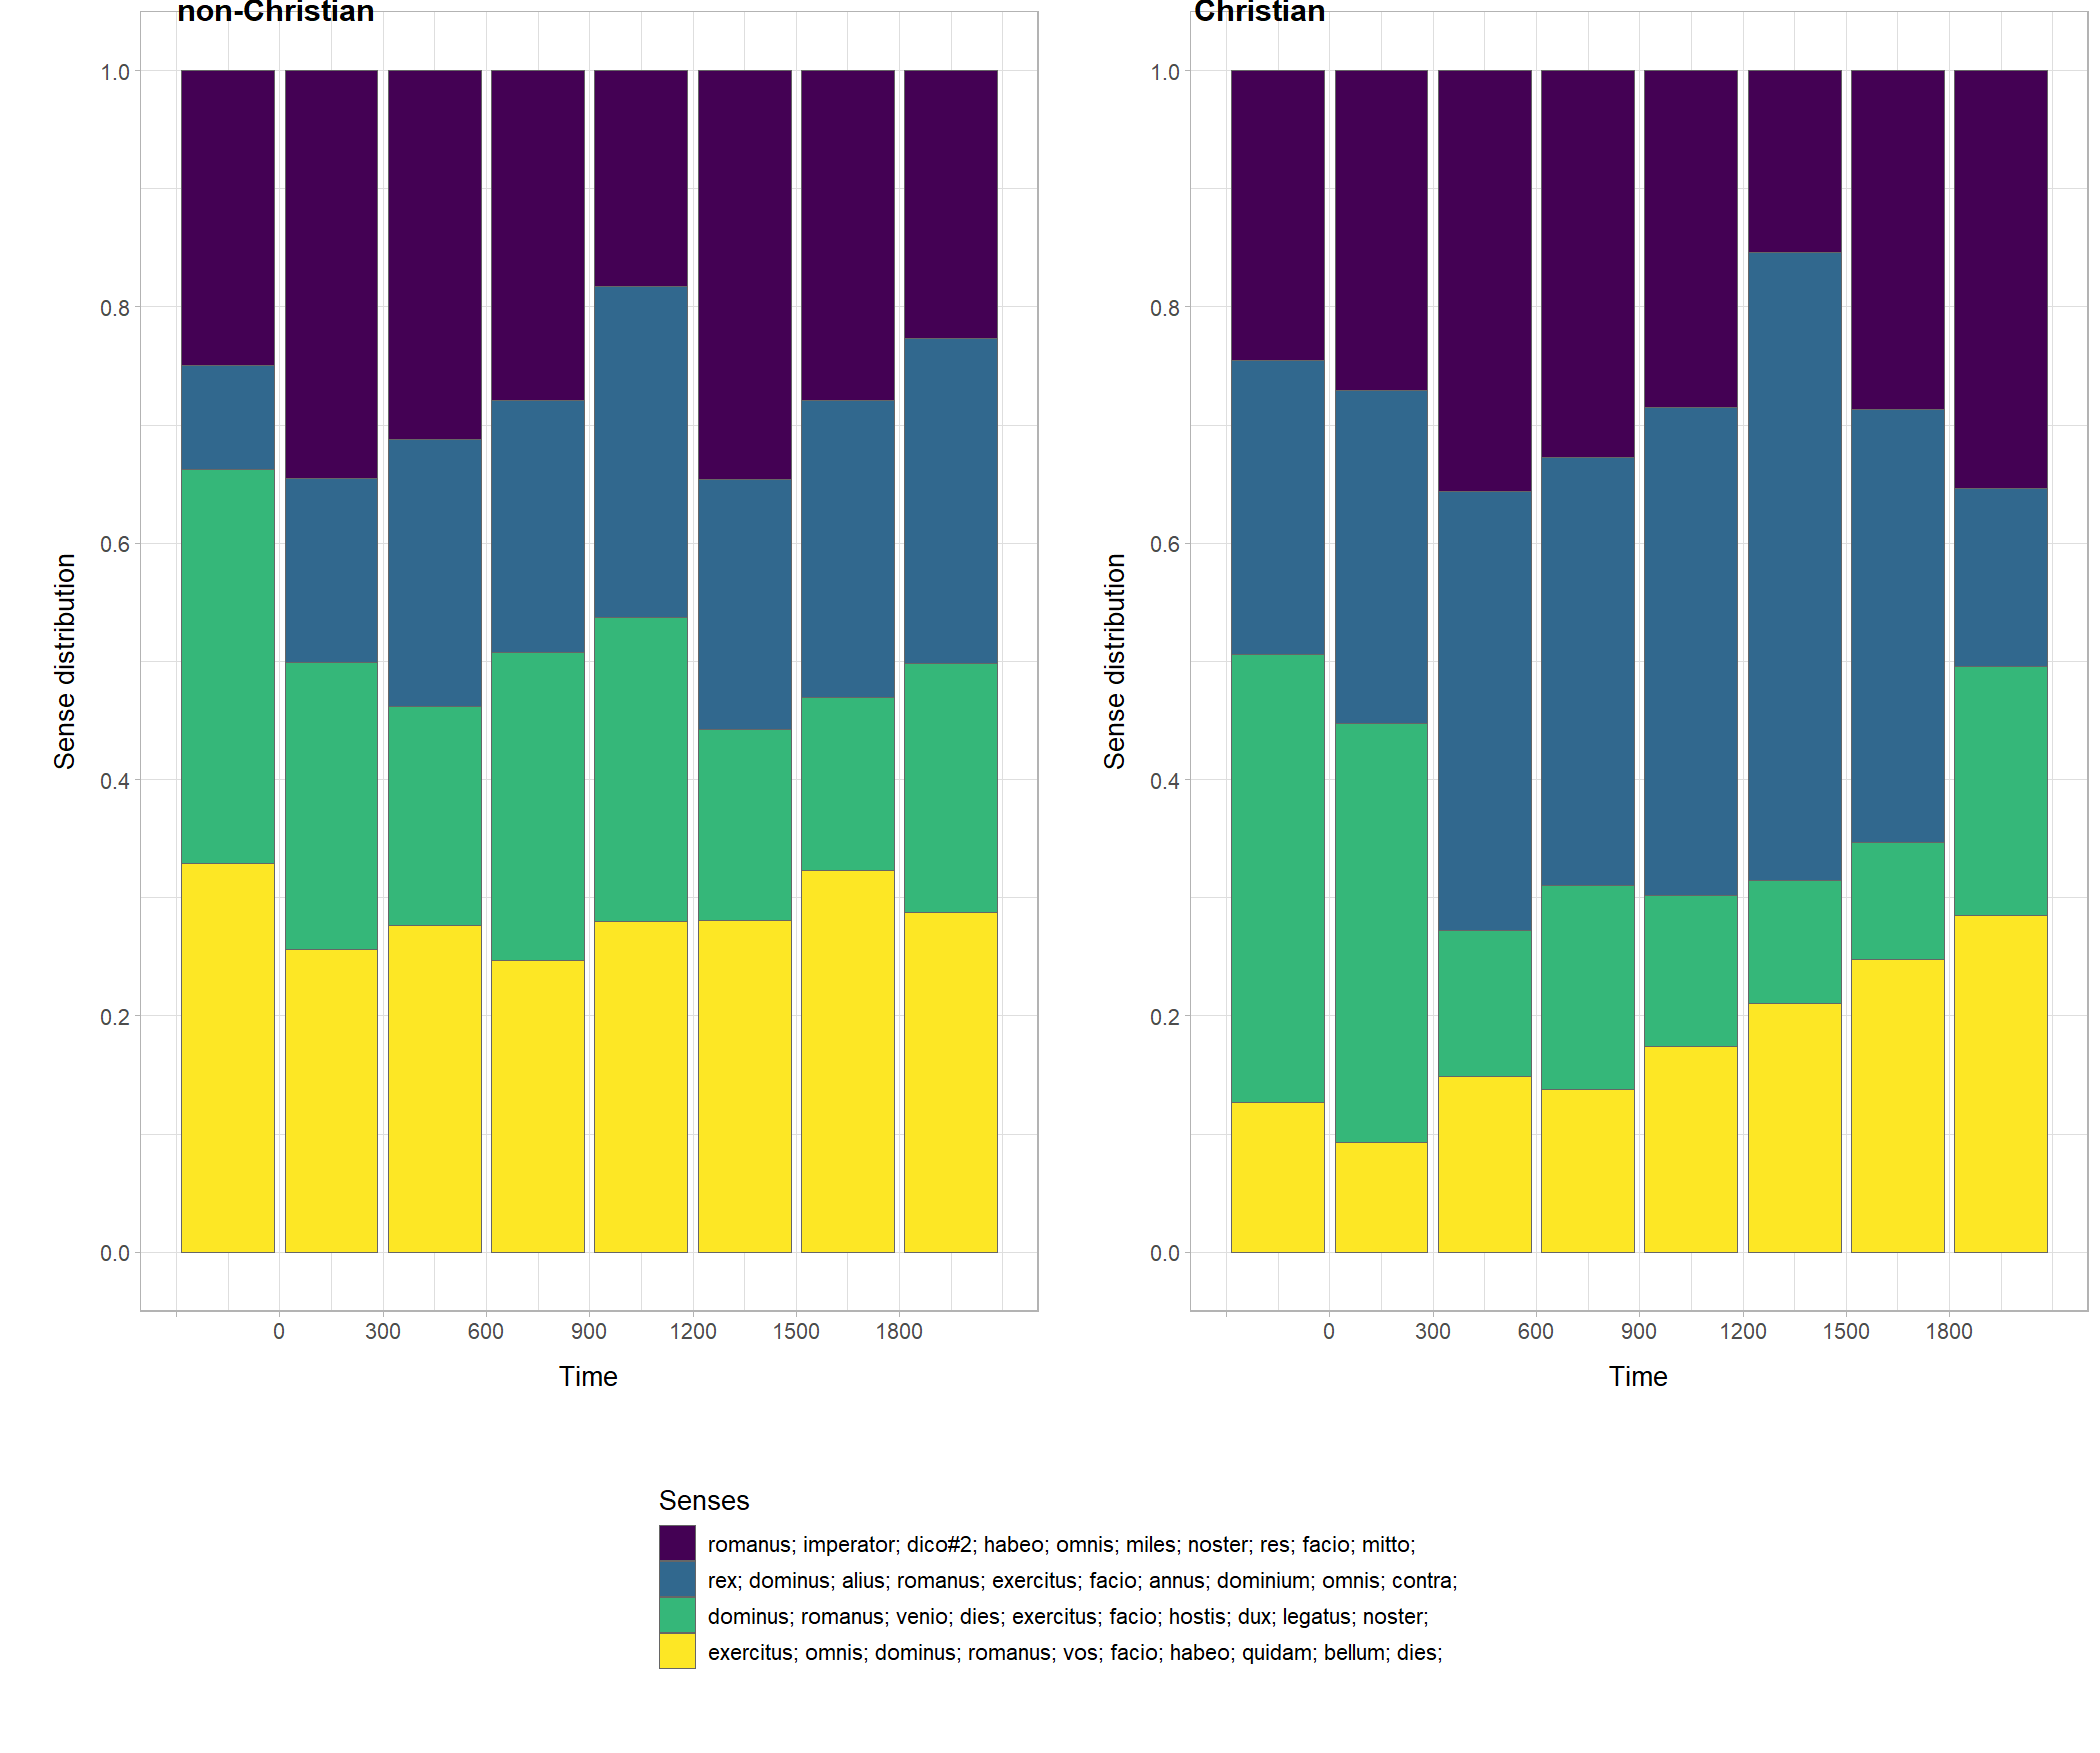 non-Christian
Christian
Sense distribution
1.0
0.8
0.6
0.4
0.2
0.0
0 300 600 900 1200 1500 1800
Time
Sense distribution
1.0
0.8
0.6
0.4
0.2
0.0
0 300 600 900 1200 1500 1800
Time
Senses
romanus; imperator; dico#2; habeo; omnis; miles; noster; res; facio; mitto;
rex; dominus; alius; romanus; exercitus; facio; annus; dominium; omnis; contra;
dominus; romanus; venio; dies; exercitus; facio; hostis; dux; legatus; noster;
exercitus; omnis; dominus; romanus; vos; facio; habeo; quidam; bellum; dies;